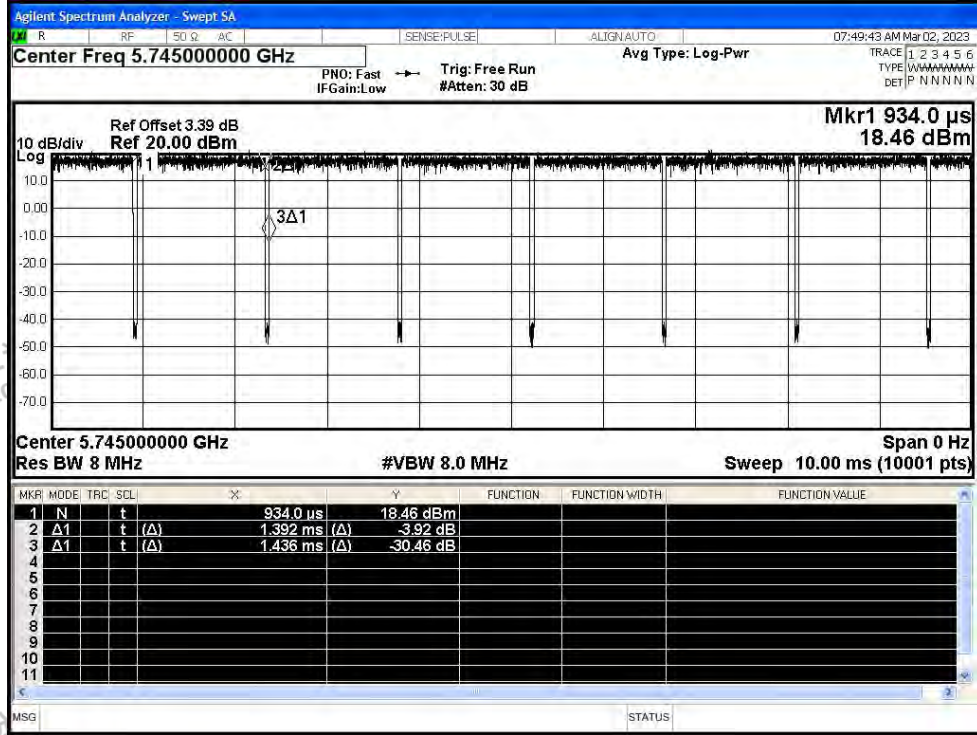 Agilent Spectrum Analyzer - Swept SA
LXI R RF 50 Ω AC SENSE:PULSE ALIGN AUTO 07:49:43 AM Mar 02, 2023
Center Freq 5.745000000 GHz
PNO: Fast
IFGain:Low
Trig: Free Run
#Atten: 30 dB
Avg Type: Log-Pwr
TRACE 1 2 3 4 5 6
TYPE WWWWWW
DET P N N N N N
Mkr1 934.0 µs
18.46 dBm
Ref Offset 3.39 dB
10 dB/div Ref 20.00 dBm
Log
1
2Δ1
10.0
0.00
3Δ1
-10.0
-20.0
-30.0
-40.0
-50.0
-60.0
-70.0
Center 5.745000000 GHz Span 0 Hz
Res BW 8 MHz #VBW 8.0 MHz Sweep 10.00 ms (10001 pts)
MKR MODE TRC SCL X Y FUNCTION FUNCTION WIDTH FUNCTION VALUE
1 N t 934.0 µs 18.46 dBm
2 Δ1 t (Δ) 1.392 ms (Δ) -3.92 dB
3 Δ1 t (Δ) 1.436 ms (Δ) -30.46 dB
4
5
6
7
8
9
10
11
MSG STATUS